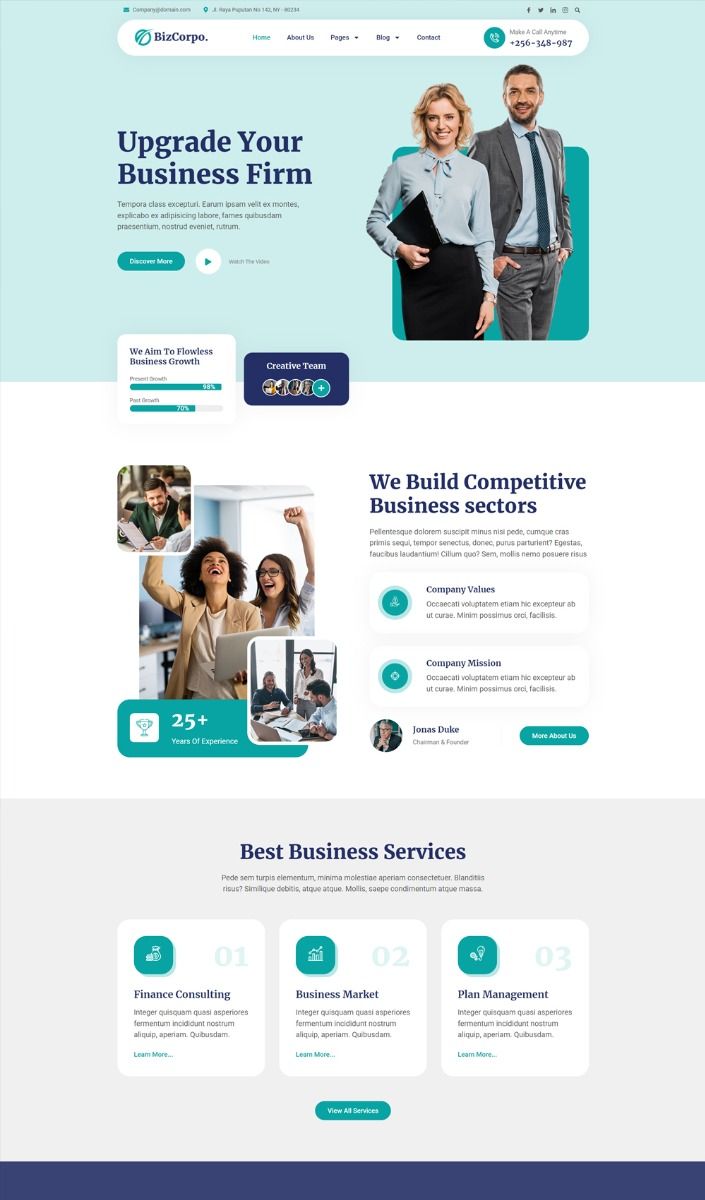 Company@domain.com
Jl. Raya Puputan No 142, NY - 80234
BizCorpo.
Home
About Us
Pages
Blog
Contact
Make A Call Anytime
+256-348-987
Upgrade Your
Business Firm
Tempora class excepturi. Earum ipsam velit ex montes,
explicabo ex adipisicing labore, fames quibusdam
praesentium, nostrud eveniet, rutrum.
Discover More
Watch The Video
We Aim To Flowless
Business Growth
Present Growth
98%
Past Growth
70%
Creative Team
We Build Competitive
Business sectors
Pellentesque dolorem suscipit minus nisi pede, cumque cras
primis sequi, tempor senectus, donec, purus parturient? Egestas,
faucibus laudantium! Cillum quo? Sem, mollis nemo posuere risus
Company Values
Occaecati voluptatem etiam hic excepteur ab
ut curae. Minim possimus orci, facilisis.
Company Mission
Occaecati voluptatem etiam hic excepteur ab
ut curae. Minim possimus orci, facilisis.
25+
Years Of Experience
Jonas Duke
Chairman & Founder
More About Us
Best Business Services
Pede sem turpis elementum, minima molestiae aperiam consectetuer. Blanditiis
risus? Similique debitis, atque atque. Mollis, saepe condimentum atque massa.
01
Finance Consulting
Integer quisquam quasi asperiores
fermentum incididunt nostrum
aliquip, aperiam. Quibusdam.
Learn More...
02
Business Market
Integer quisquam quasi asperiores
fermentum incididunt nostrum
aliquip, aperiam. Quibusdam.
Learn More...
03
Plan Management
Integer quisquam quasi asperiores
fermentum incididunt nostrum
aliquip, aperiam. Quibusdam.
Learn More...
View All Services